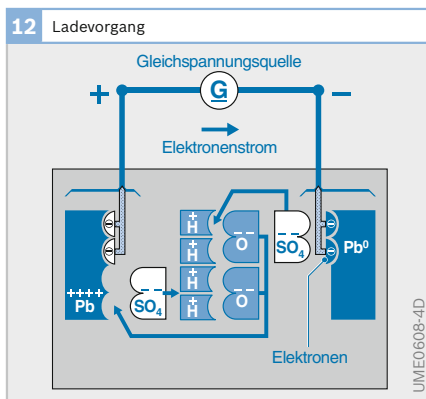 12 Ladevorgang
Gleichspannungsquelle
+ G −
Elektronenstrom
+ H
− − O
− − SO₄
− Pb⁰
− + H
− ++++ Pb
− − SO₄
+ H
− − O
+ H
Elektronen
UME0608-4D